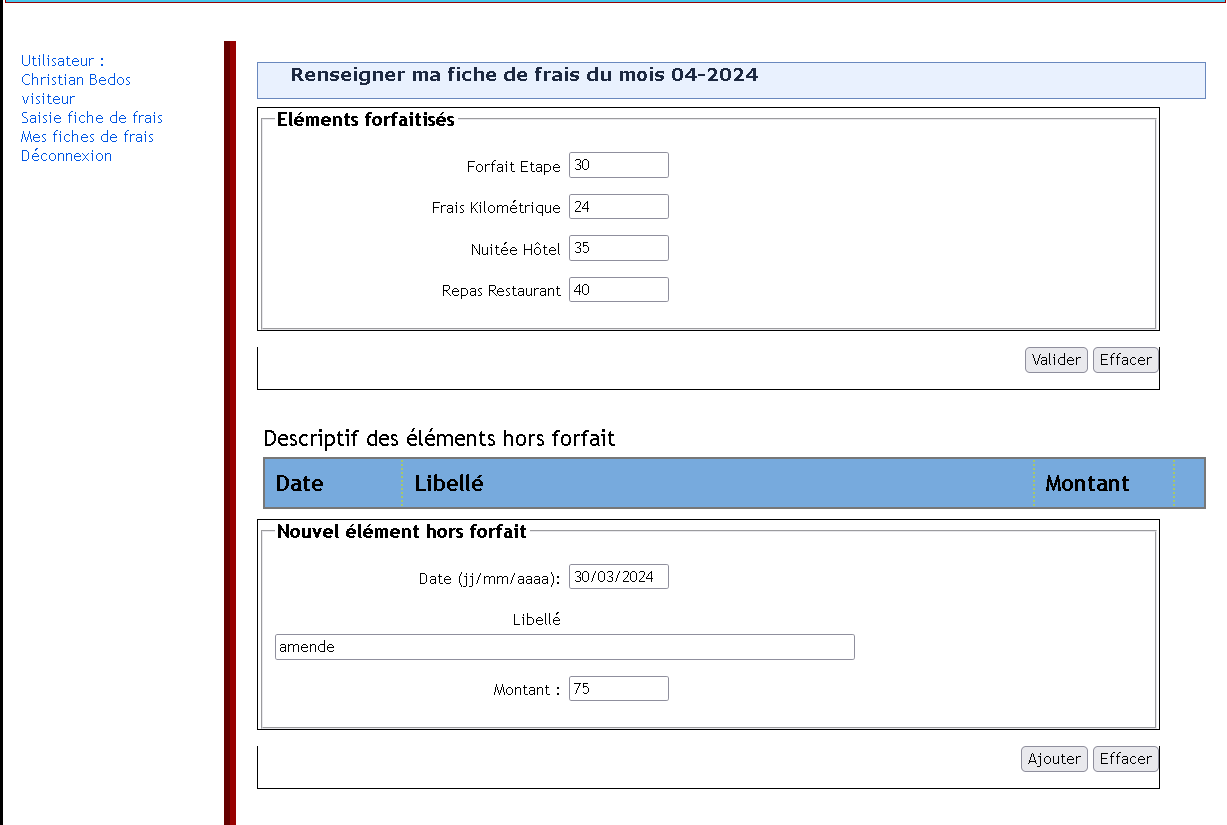 Utilisateur :
Christian Bedos
visiteur
Saisie fiche de frais
Mes fiches de frais
Déconnexion
Renseigner ma fiche de frais du mois 04-2024
Eléments forfaitisés
Forfait Etape 30
Frais Kilométrique 24
Nuitée Hôtel 35
Repas Restaurant 40
Valider Effacer
Descriptif des éléments hors forfait
Date Libellé Montant
Nouvel élément hors forfait
Date (jj/mm/aaaa): 30/03/2024
Libellé
amende
Montant : 75
Ajouter Effacer